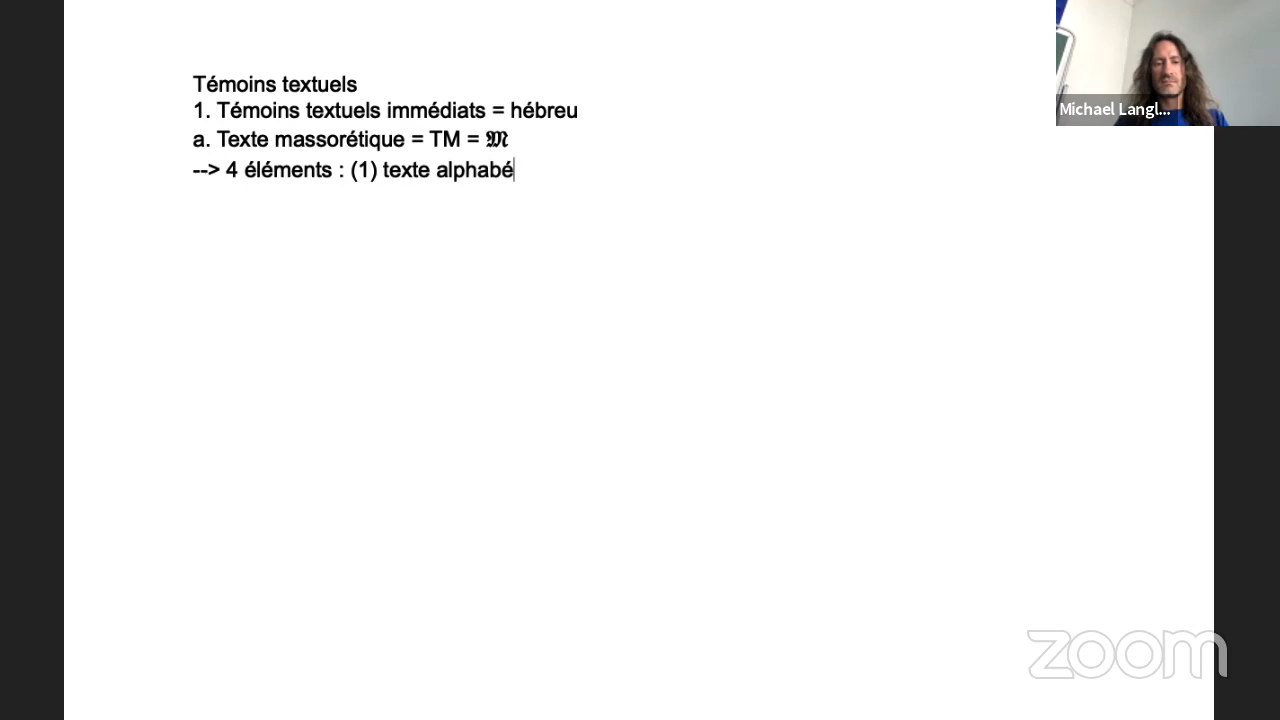 Témoins textuels
1. Témoins textuels immédiats = hébreu
a. Texte massorétique = TM = 𝔐
--> 4 éléments : (1) texte alphabé
Michael Langl...
zoom